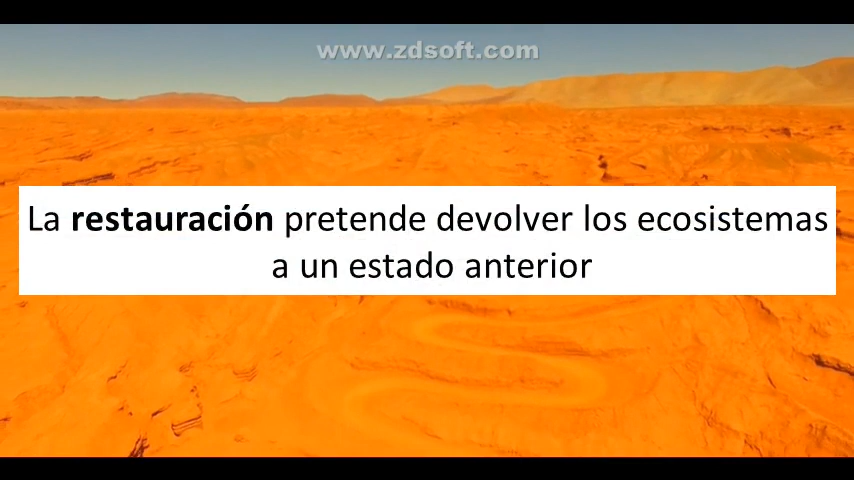 www.zdsoft.com
La restauración pretende devolver los ecosistemas
a un estado anterior